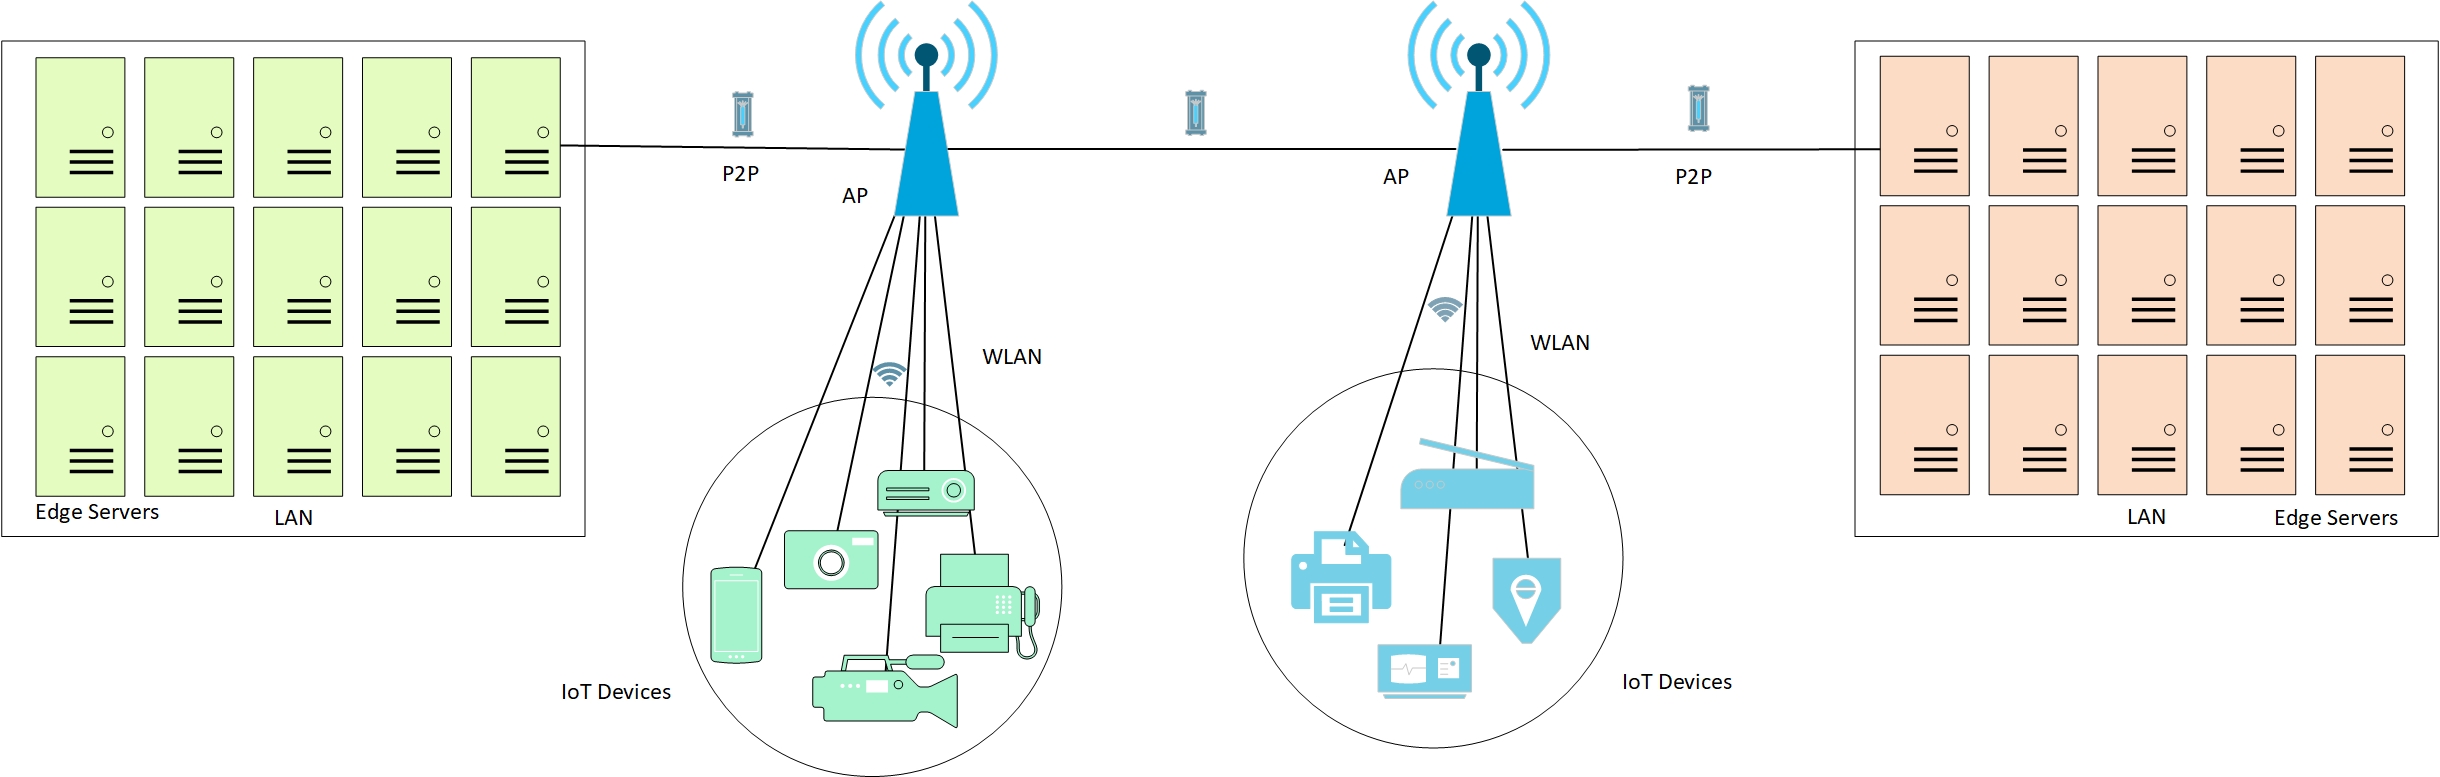 P2P
AP
AP
P2P
WLAN
WLAN
Edge Servers
LAN
LAN
Edge Servers
IoT Devices
IoT Devices